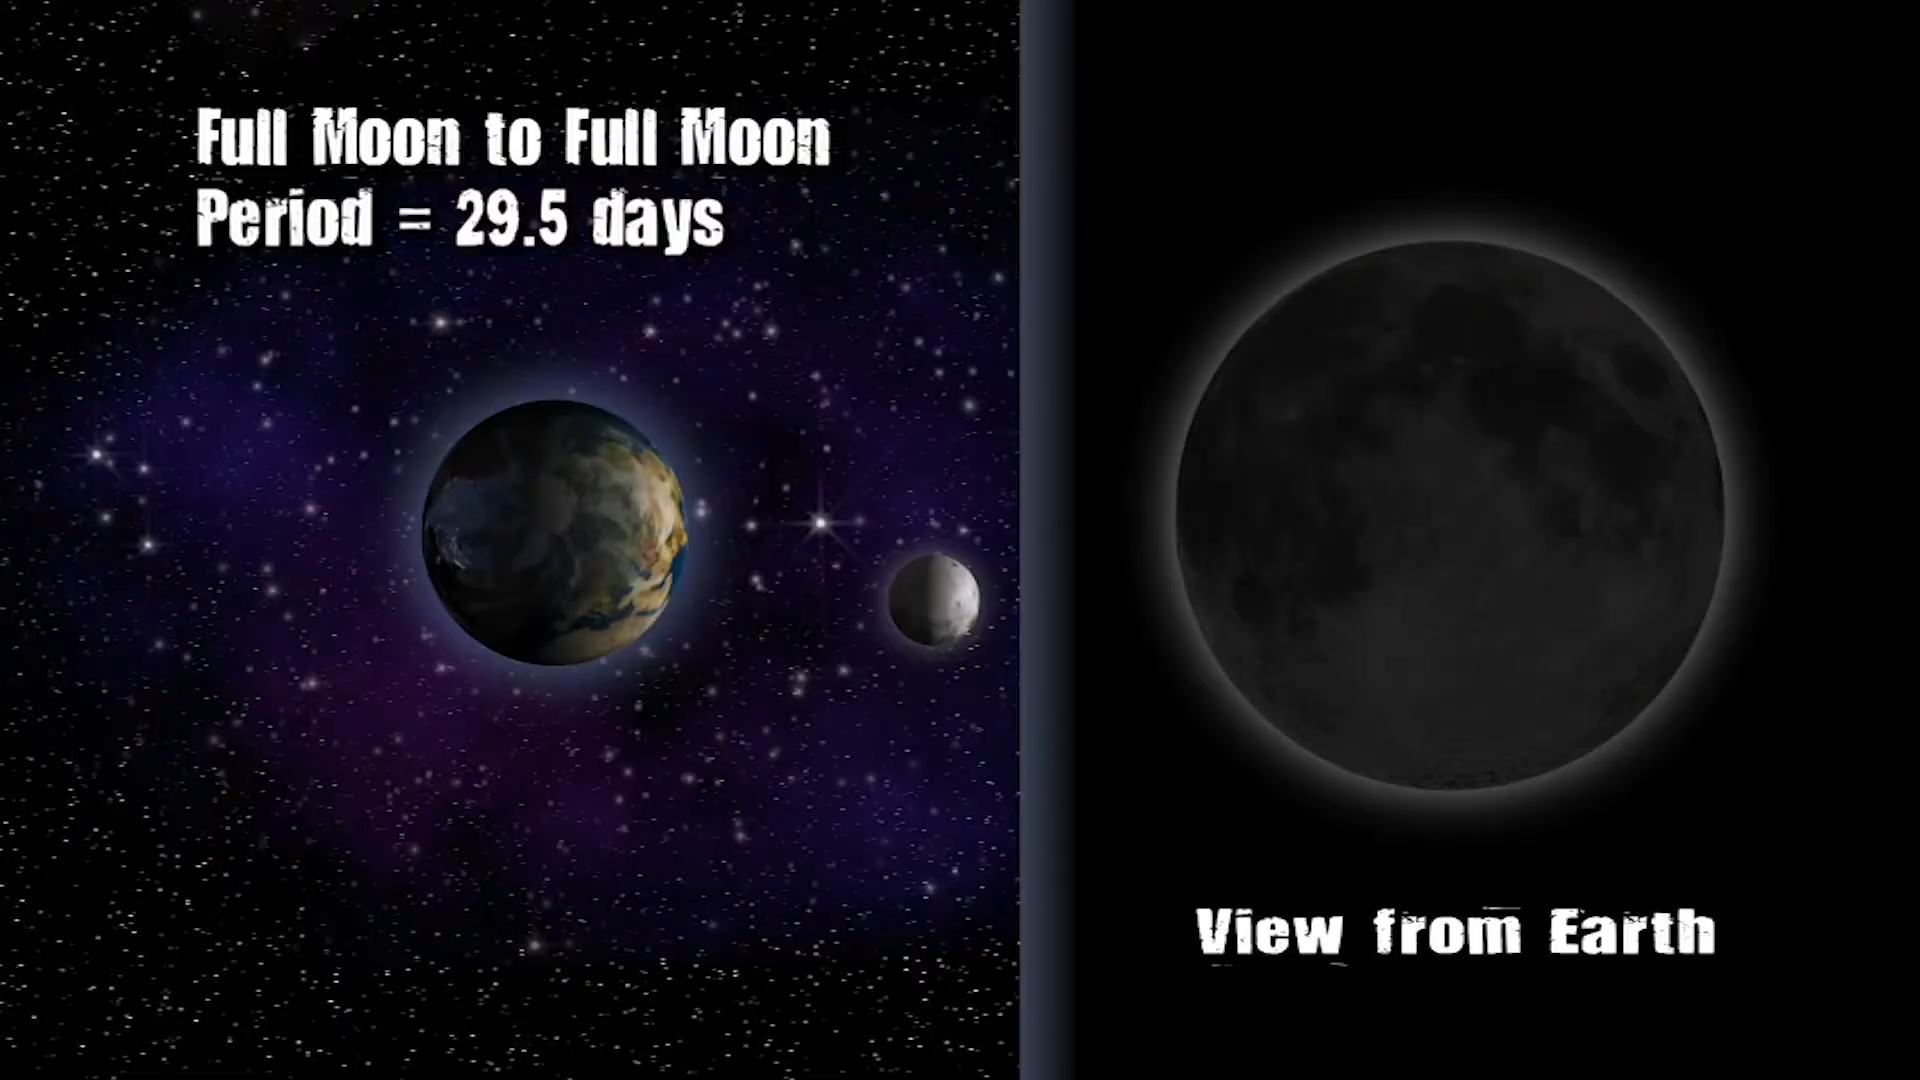 Full Moon to Full Moon
Period = 29.5 days
View from Earth